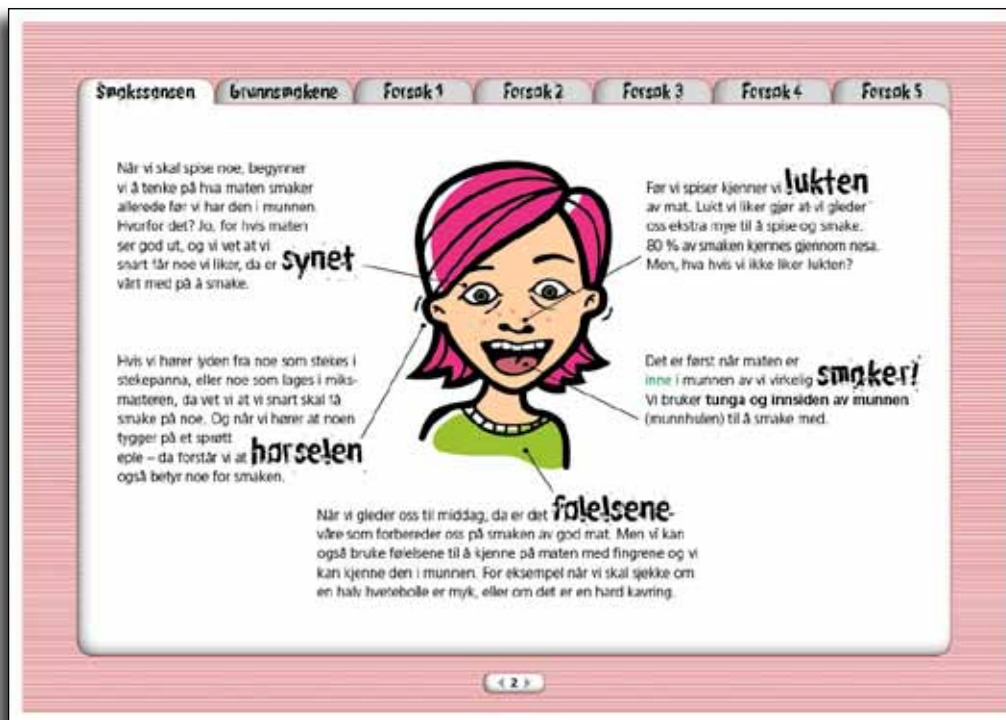 Smakssansen Grunnsmakene Forsøk 1 Forsøk 2 Forsøk 3 Forsøk 4 Forsøk 5
Når vi skal spise noe, begynner
vi å tenke på hva maten smaker
allerede før vi har den i munnen.
Hvorfor det? Jo, for hvis maten
ser god ut, og vi vet at vi
snart får noe vi liker, da er synet
vårt med på å smake.
Før vi spiser kjenner vi lukten
av mat. Lukt vi liker gjør at vi gleder
oss ekstra mye til å spise og smake.
80 % av smaken kjennes gjennom nesa.
Men, hva hvis vi ikke liker lukten?
Hvis vi hører lyden fra noe som stekes i
stekepanna, eller noe som lages i miks-
masteren, da vet vi at vi snart skal få
smake på noe. Og når vi hører at noen
tygger på et sprøtt
eple – da forstår vi at hørselen
også betyr noe for smaken.
Det er først når maten er
inne i munnen av vi virkelig smaker!
Vi bruker tunga og innsiden av munnen
(munnhulen) til å smake med.
Når vi gleder oss til middag, da er det følelsene
våre som forbereder oss på smaken av god mat. Men vi kan
også bruke følelsene til å kjenne på maten med fingrene og vi
kan kjenne den i munnen. For eksempel når vi skal sjekke om
en halv hvetebolle er myk, eller om det er en hard kavring.
2